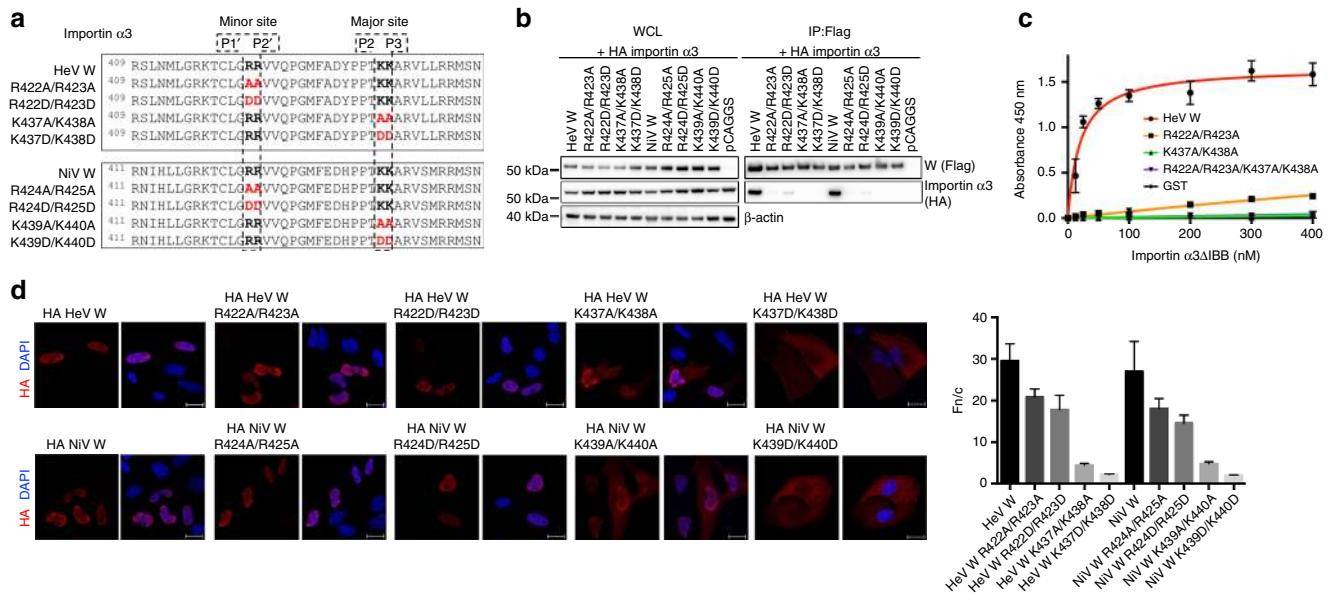 a
Importin α3
Minor site
Major site
P1′ P2′
P2 P3
HeV W 409 RSLNMLGRKTCLGRRVVQPGMFADYPPTKKARVLLRRMSN
R422A/R423A 409 RSLNMLGRKTCLGAAVVQPGMFADYPPTKKARVLLRRMSN
R422D/R423D 409 RSLNMLGRKTCLGDDVVQPGMFADYPPTKKARVLLRRMSN
K437A/K438A 409 RSLNMLGRKTCLGRRVVQPGMFADYPPTAAARVLLRRMSN
K437D/K438D 409 RSLNMLGRKTCLGRRVVQPGMFADYPPTDDARVLLRRMSN
NiV W 411 RNIHLLGRKTCLGRRVVQPGMFEDHPPTKKARVSMRRMSN
R424A/R425A 411 RNIHLLGRKTCLGAAVVQPGMFEDHPPTKKARVSMRRMSN
R424D/R425D 411 RNIHLLGRKTCLGDDVVQPGMFEDHPPTKKARVSMRRMSN
K439A/K440A 411 RNIHLLGRKTCLGRRVVQPGMFEDHPPTAAARVSMRRMSN
K439D/K440D 411 RNIHLLGRKTCLGRRVVQPGMFEDHPPTDDARVSMRRMSN
b
WCL
+ HA importin α3
HeV W
R422A/R423A
R422D/R423D
K437A/K438A
K437D/K438D
NiV W
R424A/R425A
R424D/R425D
K439A/K440A
K439D/K440D
pCAGGS
IP:Flag
+ HA importin α3
HeV W
R422A/R423A
R422D/R423D
K437A/K438A
K437D/K438D
NiV W
R424A/R425A
R424D/R425D
K439A/K440A
K439D/K440D
pCAGGS
50 kDa
W (Flag)
50 kDa
Importin α3
(HA)
40 kDa
β-actin
c
Absorbance 450 nm
1.5
1.0
0.5
0.0
0 100 200 300 400
Importin α3ΔIBB (nM)
HeV W
R422A/R423A
K437A/K438A
R422A/R423A/K437A/K438A
GST
d
HA DAPI
HA HeV W
HA HeV W
R422A/R423A
HA HeV W
R422D/R423D
HA HeV W
K437A/K438A
HA HeV W
K437D/K438D
HA DAPI
HA NiV W
HA NiV W
R424A/R425A
HA NiV W
R424D/R425D
HA NiV W
K439A/K440A
HA NiV W
K439D/K440D
Fn/c
40
30
20
10
0
HeV W
HeV W R422A/R423A
HeV W R422D/R423D
HeV W K437A/K438A
HeV W K437D/K438D
NiV W
NiV W R424A/R425A
NiV W R424D/R425D
NiV W K439A/K440A
NiV W K439D/K440D